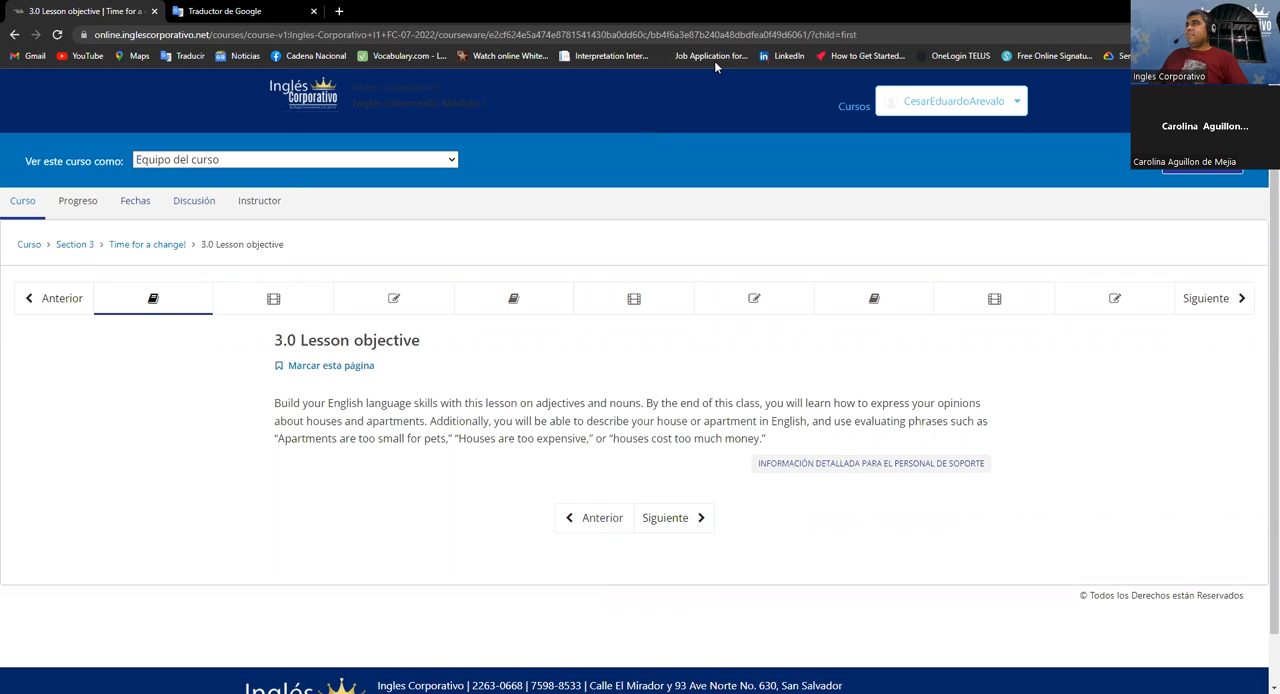 3.0 Lesson objective | Time for a
Traductor de Google
online.inglescorporativo.net/courses/course-v1:Ingles-Corporativo+I1+FC-07-2022/courseware/e2cf624e5a474e8781541430ba0dd60c/bb4f6a3e87b240a48dbdfea0f49d6061/?child=first
Gmail YouTube Maps Traducir Noticias Cadena Nacional Vocabulary.com - L... Watch online White... Interpretation Inter... Job Application for... LinkedIn How to Get Started... OneLogin TELUS Free Online Signatu... Ser
Ingles Corporativo
Inglés
Corporativo
Inglés Intermedio Módulo 1
Cursos
CesarEduardoArevalo
Carolina Aguillon...
Carolina Aguillon de Mejia
Ver este curso como: Equipo del curso
Curso Progreso Fechas Discusión Instructor
Curso > Section 3 > Time for a change! > 3.0 Lesson objective
Anterior
Siguiente
3.0 Lesson objective
Marcar esta página
Build your English language skills with this lesson on adjectives and nouns. By the end of this class, you will learn how to express your opinions
about houses and apartments. Additionally, you will be able to describe your house or apartment in English, and use evaluating phrases such as
“Apartments are too small for pets,” “Houses are too expensive,” or “houses cost too much money.”
INFORMACIÓN DETALLADA PARA EL PERSONAL DE SOPORTE
Anterior Siguiente
© Todos los Derechos están Reservados
Inglés
Ingles Corporativo | 2263-0668 | 7598-8533 | Calle El Mirador y 93 Ave Norte No. 630, San Salvador